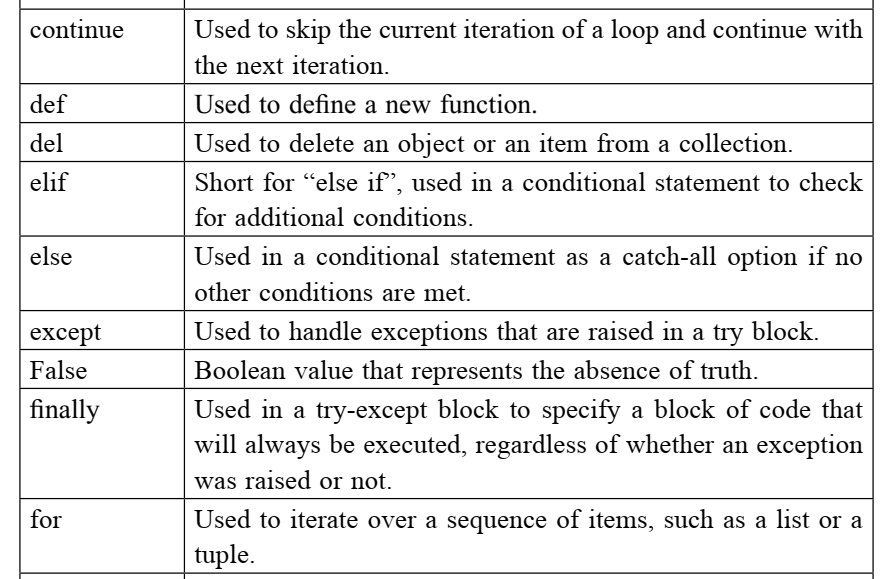 continue
Used to skip the current iteration of a loop and continue with
the next iteration.
def
Used to define a new function.
del
Used to delete an object or an item from a collection.
elif
Short for “else if”, used in a conditional statement to check
for additional conditions.
else
Used in a conditional statement as a catch-all option if no
other conditions are met.
except
Used to handle exceptions that are raised in a try block.
False
Boolean value that represents the absence of truth.
finally
Used in a try-except block to specify a block of code that
will always be executed, regardless of whether an exception
was raised or not.
for
Used to iterate over a sequence of items, such as a list or a
tuple.